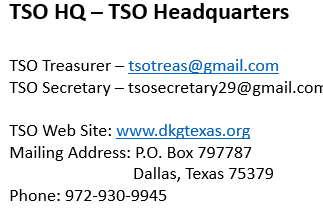 TSO HQ – TSO Headquarters
TSO Treasurer – tsotreas@gmail.com
TSO Secretary – tsosecretary29@gmail.com
TSO Web Site: www.dkgtexas.org
Mailing Address: P.O. Box 797787
Dallas, Texas 75379
Phone: 972-930-9945